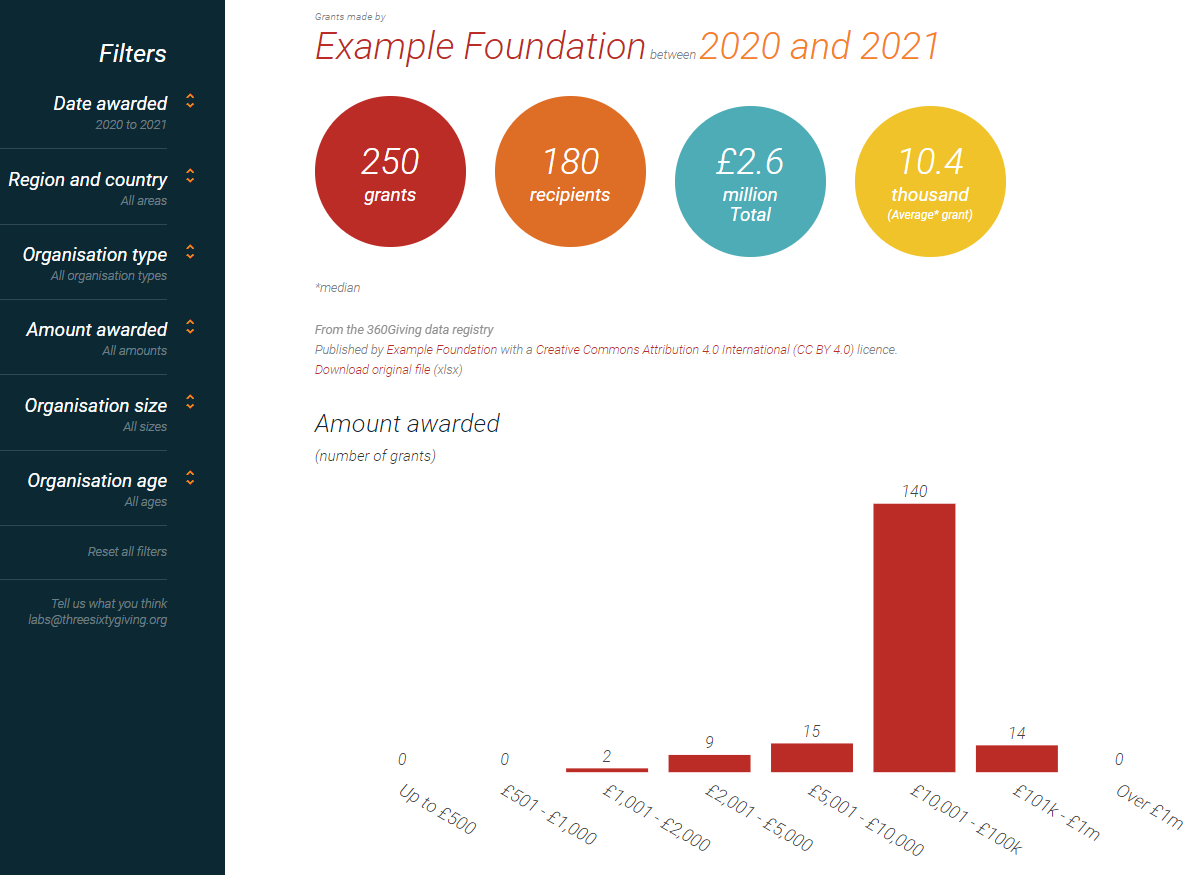 Filters
Date awarded
2020 to 2021
Region and country
All areas
Organisation type
All organisation types
Amount awarded
All amounts
Organisation size
All sizes
Organisation age
All ages
Reset all filters
Tell us what you think
labs@threesixtygiving.org
Grants made by
Example Foundation between 2020 and 2021
250
grants
180
recipients
£2.6
million
Total
10.4
thousand
(Average* grant)
*median
From the 360Giving data registry
Published by Example Foundation with a Creative Commons Attribution 4.0 International (CC BY 4.0) licence.
Download original file (xlsx)
Amount awarded
(number of grants)
0
0
2
9
15
140
14
0
Up to £500
£501 - £1,000
£1,001 - £2,000
£2,001 - £5,000
£5,001 - £10,000
£10,001 - £100k
£101k - £1m
Over £1m